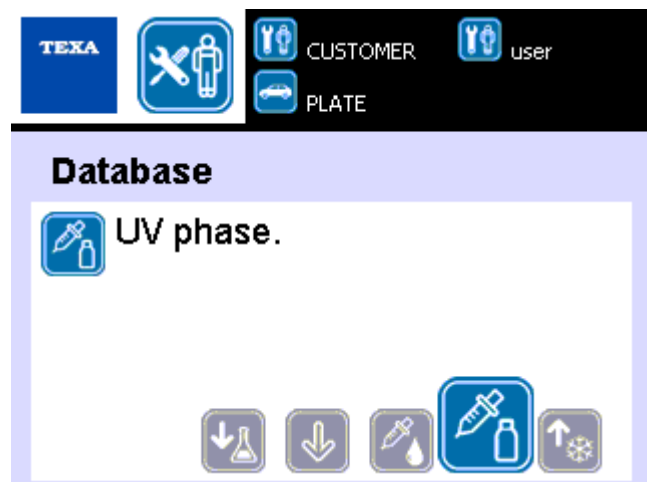 TEXA
CUSTOMER
user
PLATE
Database
UV phase.